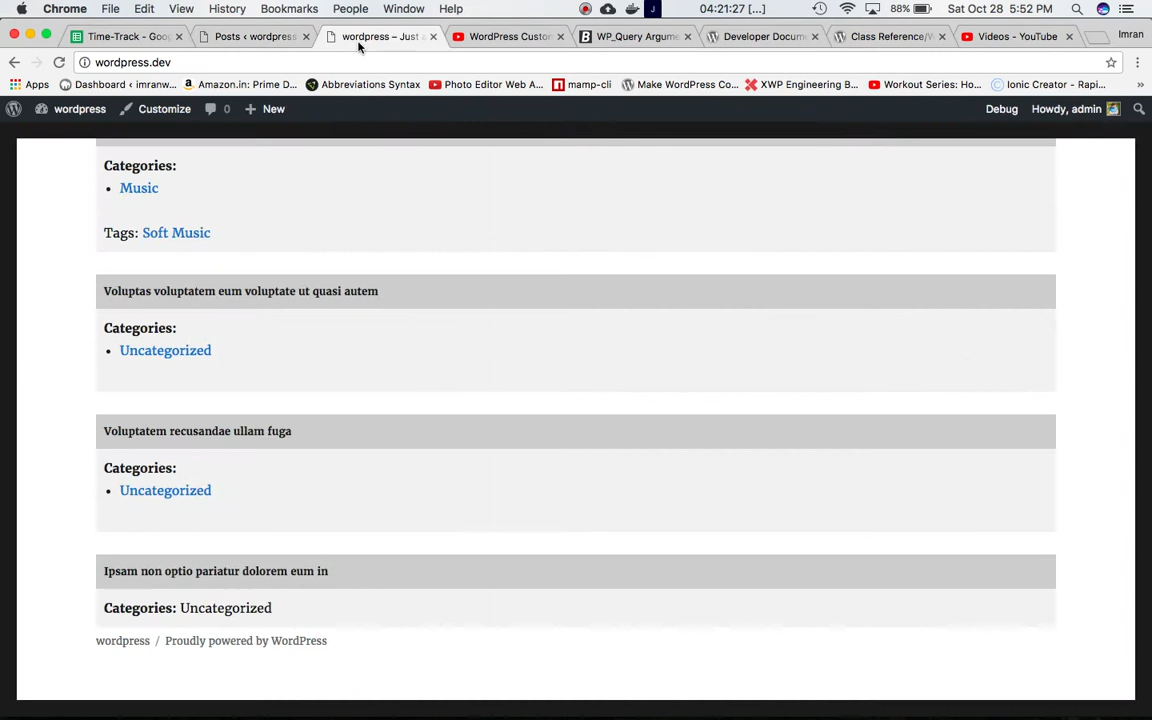 Chrome File Edit View History Bookmarks People Window Help 04:21:27 [...] 88% Sat Oct 28 5:52 PM
Time-Track - Goo Posts ‹ wordpress wordpress – Just a WordPress Custom WP_Query Argume Developer Docum Class Reference/W Videos - YouTube Imran
wordpress.dev
Apps Dashboard ‹ imranw... Amazon.in: Prime D... Abbreviations Syntax Photo Editor Web A... mamp-cli Make WordPress Co... XWP Engineering B... Workout Series: Ho... Ionic Creator - Rapi... »
wordpress Customize 0 + New Debug Howdy, admin
Categories:
• Music
Tags: Soft Music
Voluptas voluptatem eum voluptate ut quasi autem
Categories:
• Uncategorized
Voluptatem recusandae ullam fuga
Categories:
• Uncategorized
Ipsam non optio pariatur dolorem eum in
Categories: Uncategorized
wordpress / Proudly powered by WordPress